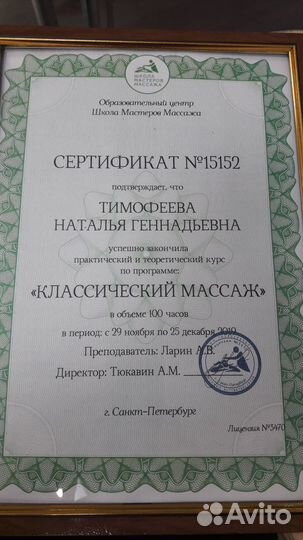 ШКОЛА
МАСТЕРОВ
МАССАЖА
Образовательный центр
Школа Мастеров Массажа
СЕРТИФИКАТ №15152
подтверждает, что
ТИМОФЕЕВА
НАТАЛЬЯ ГЕННАДЬЕВНА
успешно закончила
практический и теоретический курс
по программе:
«КЛАССИЧЕСКИЙ МАССАЖ»
в объеме 100 часов
в период: с 29 ноября по 25 декабря 2019
Преподаватель: Ларин А.В.
Директор: Тюкавин А.М.
г. Санкт-Петербург
Лицензия №3470
Avito